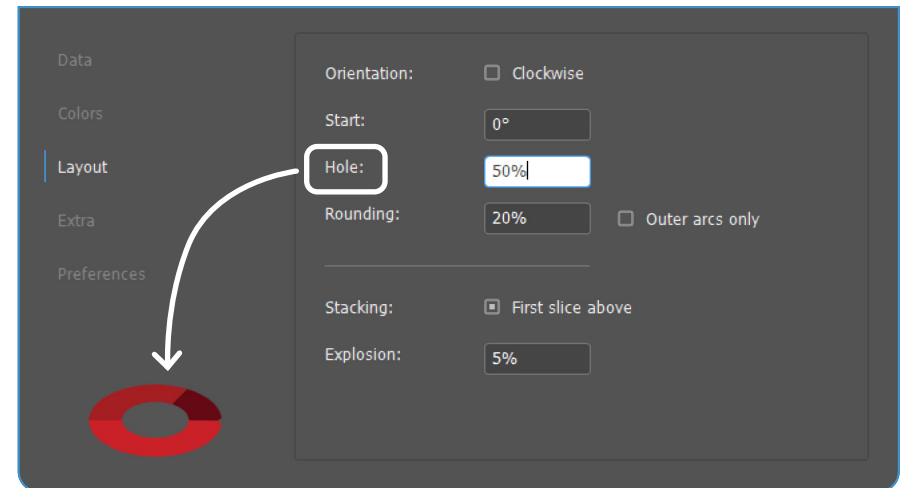 Data
Colors
Layout
Extra
Preferences
Orientation: Clockwise
Start: 0°
Hole: 50%
Rounding: 20% Outer arcs only
Stacking: First slice above
Explosion: 5%